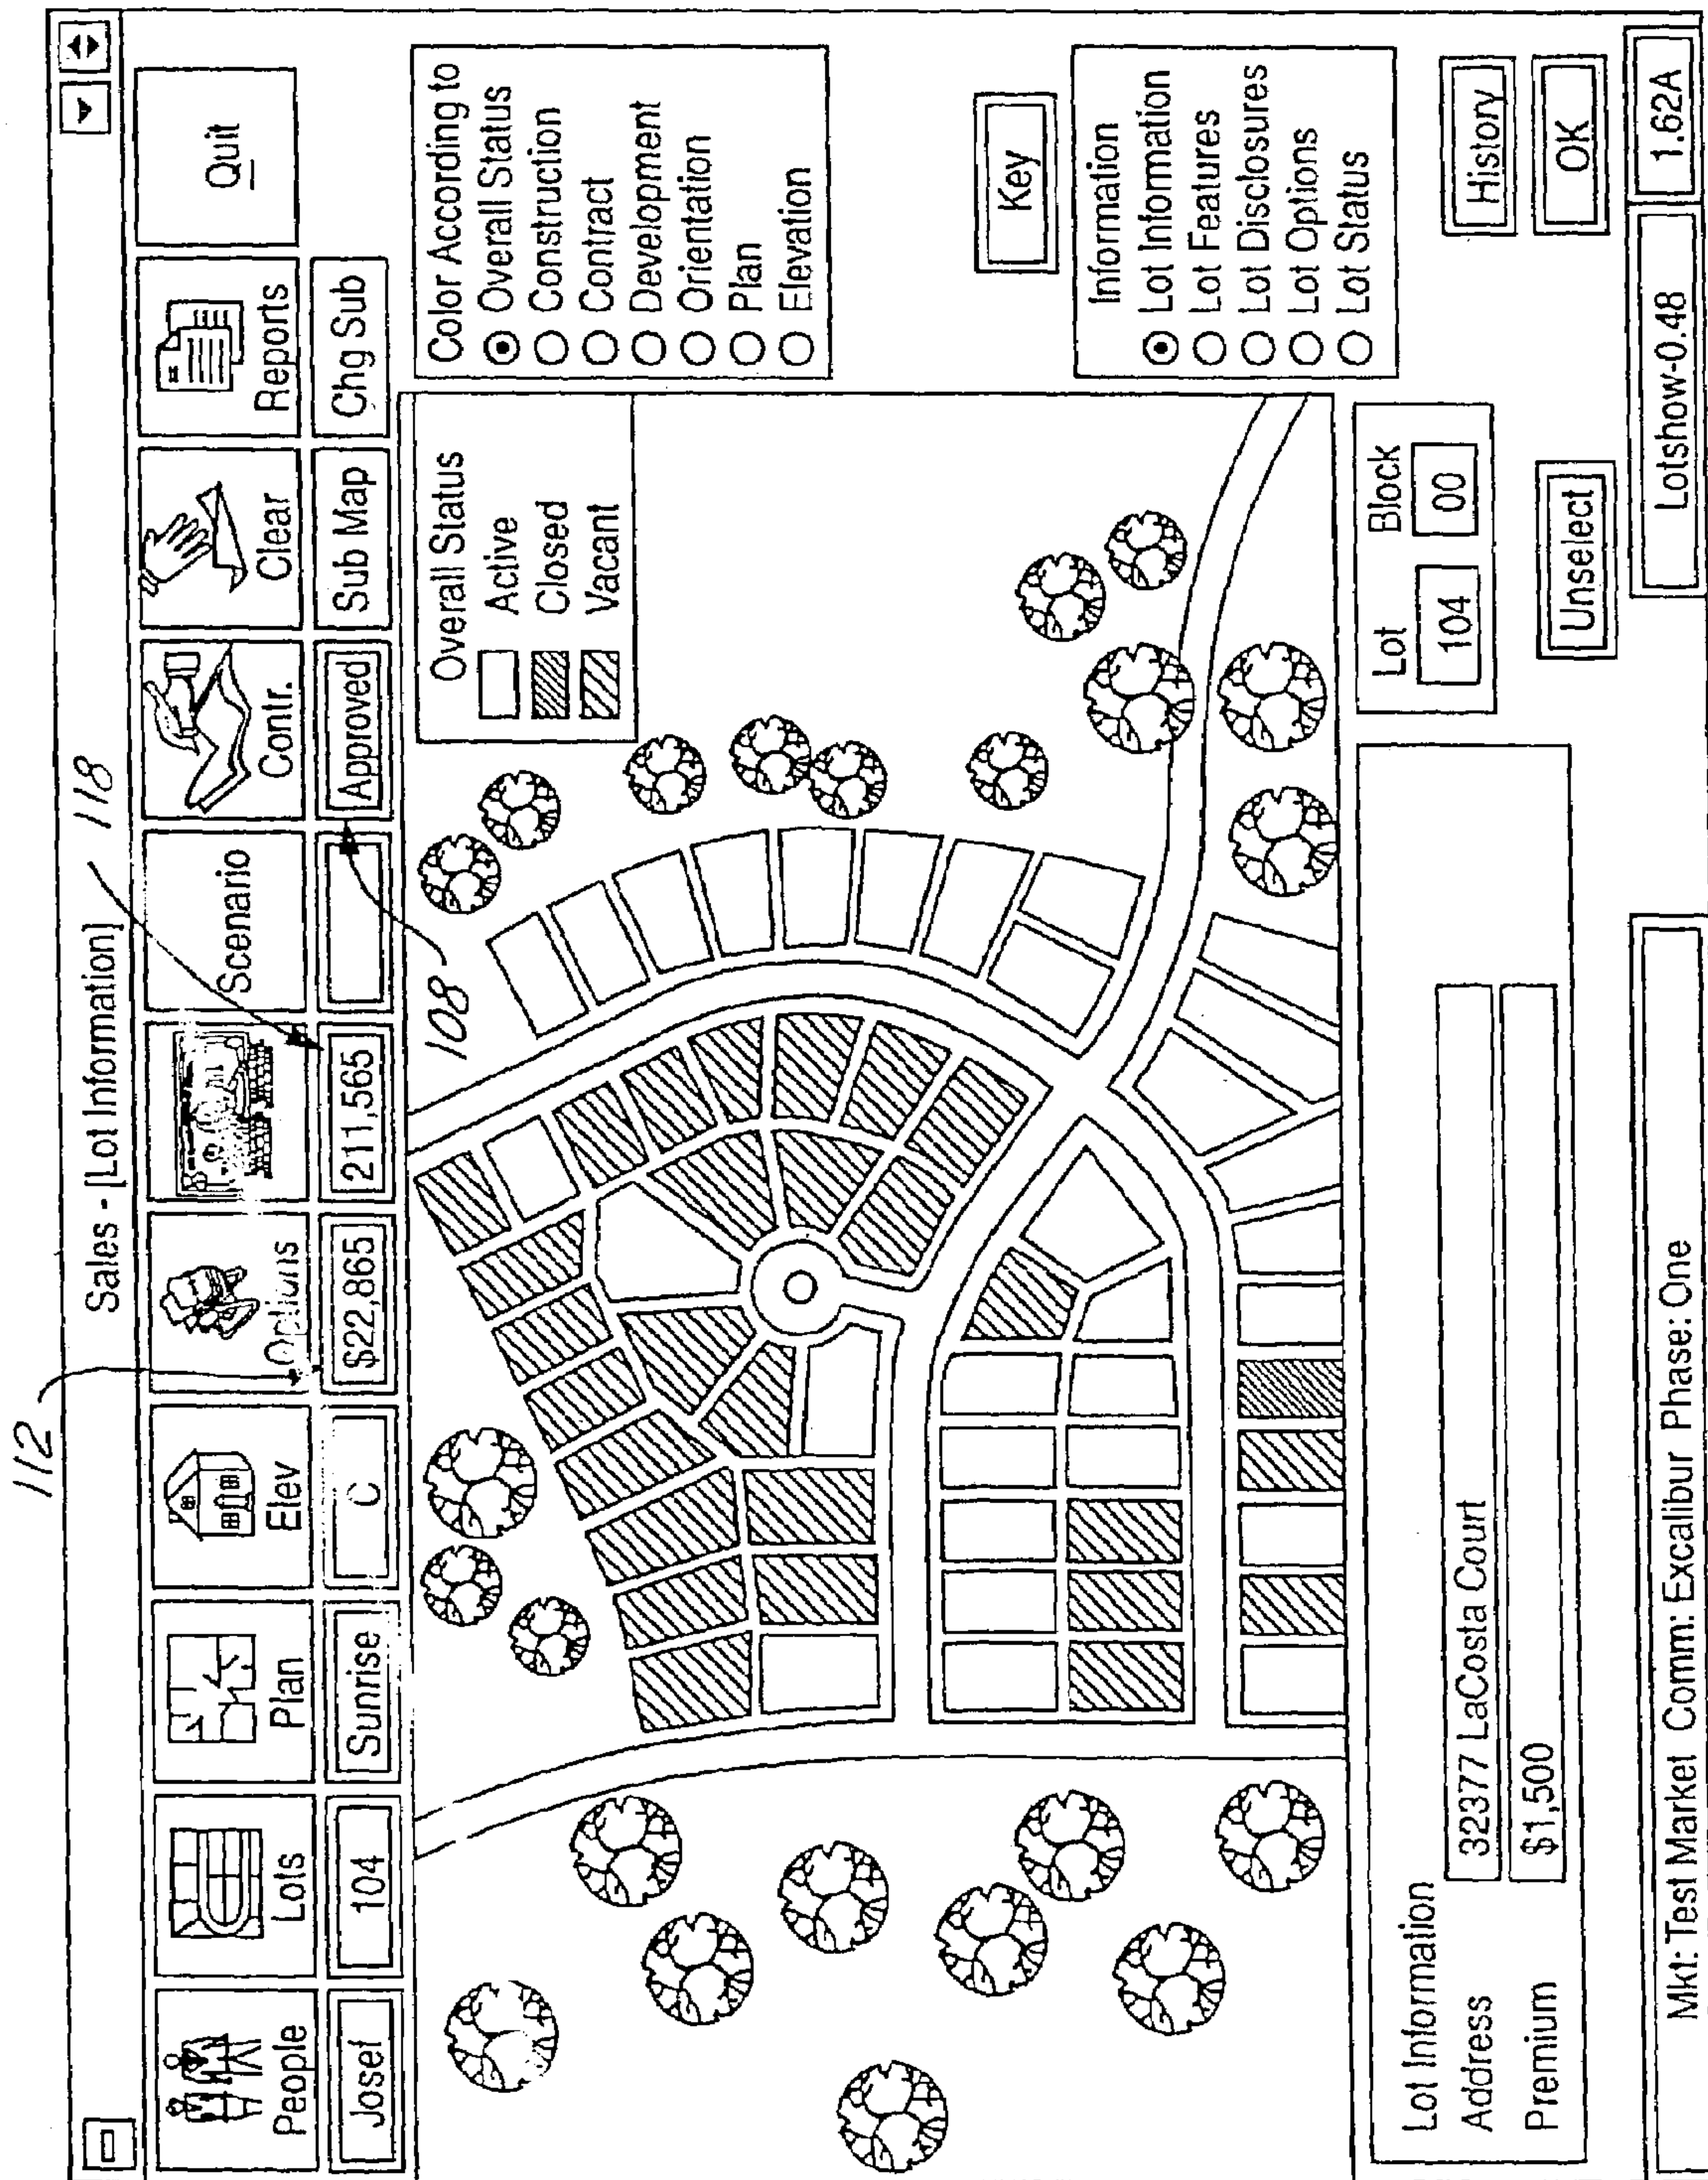 112
118
Sales - [Lot Information]
People
Lots
Plan
Elev
Options
Scenario
Contr.
Clear
Reports
Quit
Josef
104
Sunrise
C
$22,865
211,565
Approved
Sub Map
Chg Sub
108
Overall Status
Active
Closed
Vacant
Color According to
Overall Status
Construction
Contract
Development
Orientation
Plan
Elevation
Key
Information
Lot Information
Lot Features
Lot Disclosures
Lot Options
Lot Status
Lot Information
Address 32377 LaCosta Court
Premium $1,500
Lot Block
104 00
Unselect
History
OK
Mkt: Test Market Comm: Excalibur Phase: One
Lotshow-0.48
1.62A